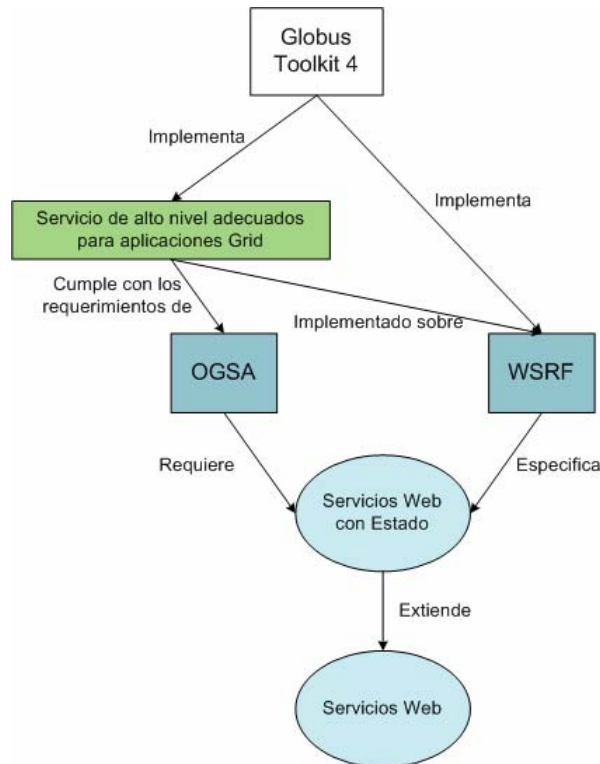 Globus
Toolkit 4
Implementa
Implementa
Servicio de alto nivel adecuados
para aplicaciones Grid
Cumple con los
requerimientos de
Implementado sobre
OGSA
WSRF
Requiere
Especifica
Servicios Web
con Estado
Extiende
Servicios Web